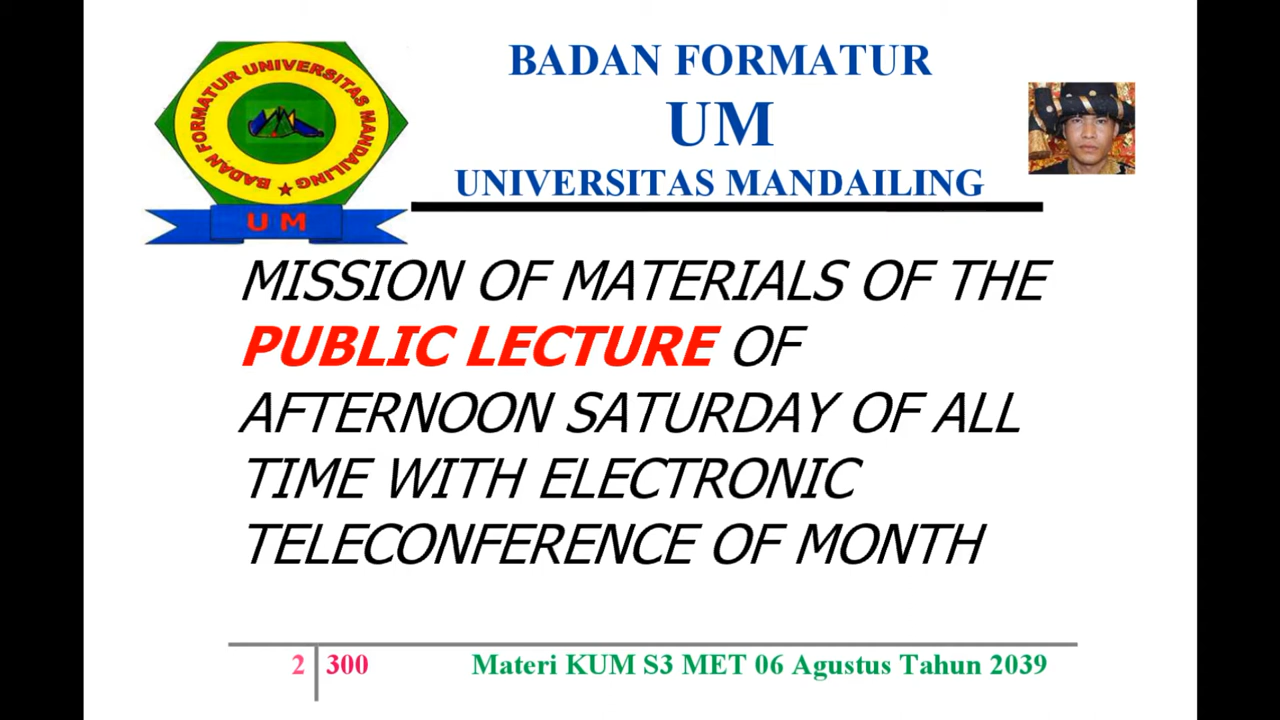 BADAN FORMATUR UNIVERSITAS MANDAILING
U M
BADAN FORMATUR
UM
UNIVERSITAS MANDAILING
MISSION OF MATERIALS OF THE
PUBLIC LECTURE OF
AFTERNOON SATURDAY OF ALL
TIME WITH ELECTRONIC
TELECONFERENCE OF MONTH
2 300 Materi KUM S3 MET 06 Agustus Tahun 2039